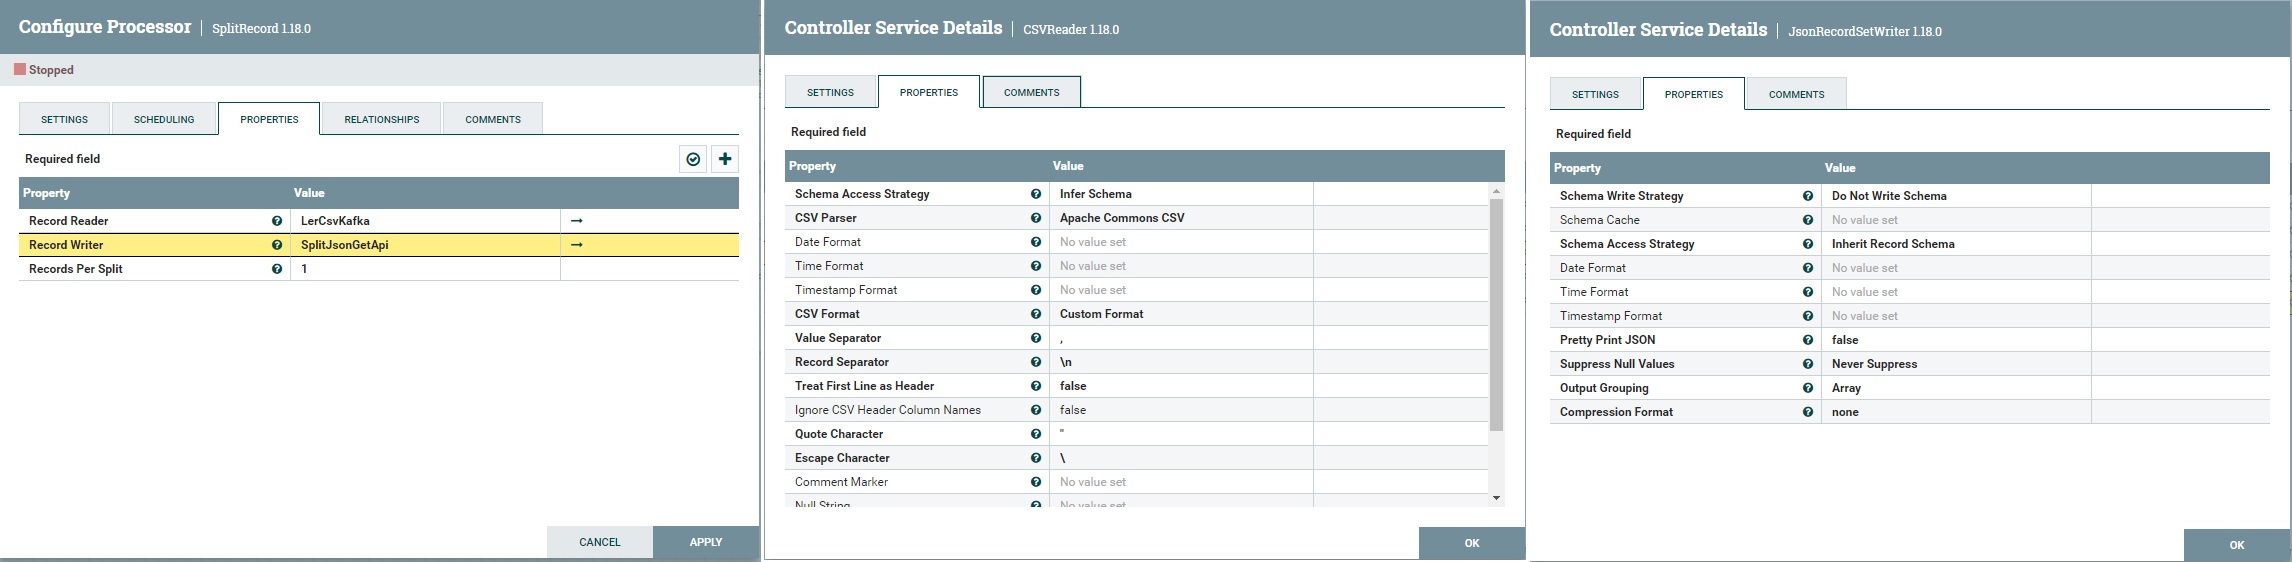 Configure Processor | SplitRecord 1.18.0
Stopped
SETTINGS SCHEDULING PROPERTIES RELATIONSHIPS COMMENTS
Required field
Property Value
Record Reader LerCsvKafka
Record Writer SplitJsonGetApi
Records Per Split 1
CANCEL APPLY
Controller Service Details | CSVReader 1.18.0
SETTINGS PROPERTIES COMMENTS
Required field
Property Value
Schema Access Strategy Infer Schema
CSV Parser Apache Commons CSV
Date Format No value set
Time Format No value set
Timestamp Format No value set
CSV Format Custom Format
Value Separator ,
Record Separator \n
Treat First Line as Header false
Ignore CSV Header Column Names false
Quote Character "
Escape Character \
Comment Marker No value set
Null String No value set
OK
Controller Service Details | JsonRecordSetWriter 1.18.0
SETTINGS PROPERTIES COMMENTS
Required field
Property Value
Schema Write Strategy Do Not Write Schema
Schema Cache No value set
Schema Access Strategy Inherit Record Schema
Date Format No value set
Time Format No value set
Timestamp Format No value set
Pretty Print JSON false
Suppress Null Values Never Suppress
Output Grouping Array
Compression Format none
OK